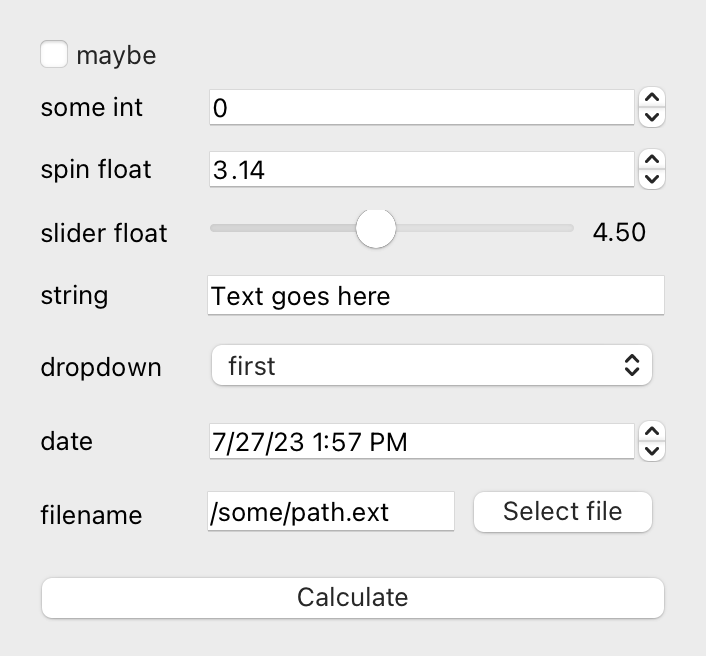 maybe
some int 0
spin float 3.14
slider float 4.50
string Text goes here
dropdown first
date 7/27/23 1:57 PM
filename /some/path.ext Select file
Calculate